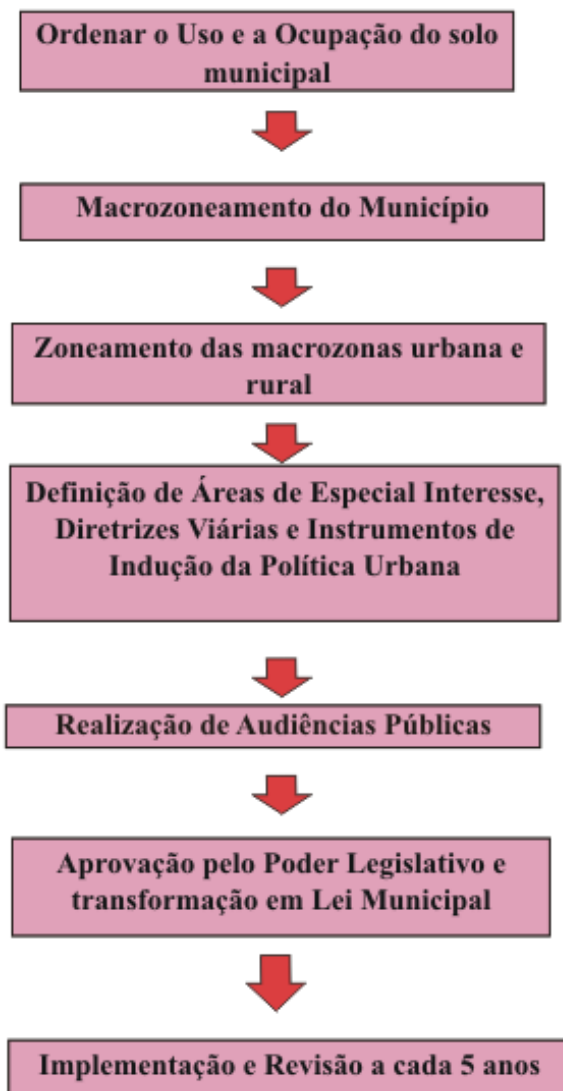 Ordenar o Uso e a Ocupação do solo
municipal
Macrozoneamento do Município
Zoneamento das macrozonas urbana e
rural
Definição de Áreas de Especial Interesse,
Diretrizes Viárias e Instrumentos de
Indução da Política Urbana
Realização de Audiências Públicas
Aprovação pelo Poder Legislativo e
transformação em Lei Municipal
Implementação e Revisão a cada 5 anos